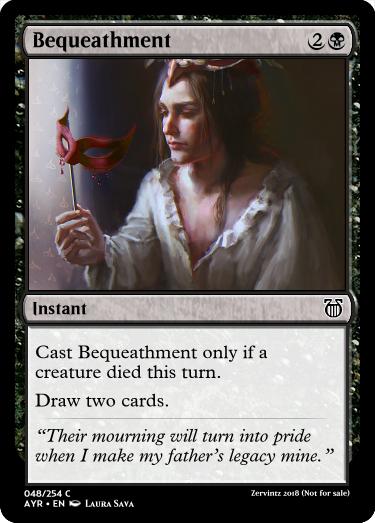 Bequeathment 2
Instant
Cast Bequeathment only if a
creature died this turn.
Draw two cards.
“Their mourning will turn into pride
when I make my father’s legacy mine.”
048/254 C
Zervintz 2018 (Not for sale)
AYR • EN Laura Sava